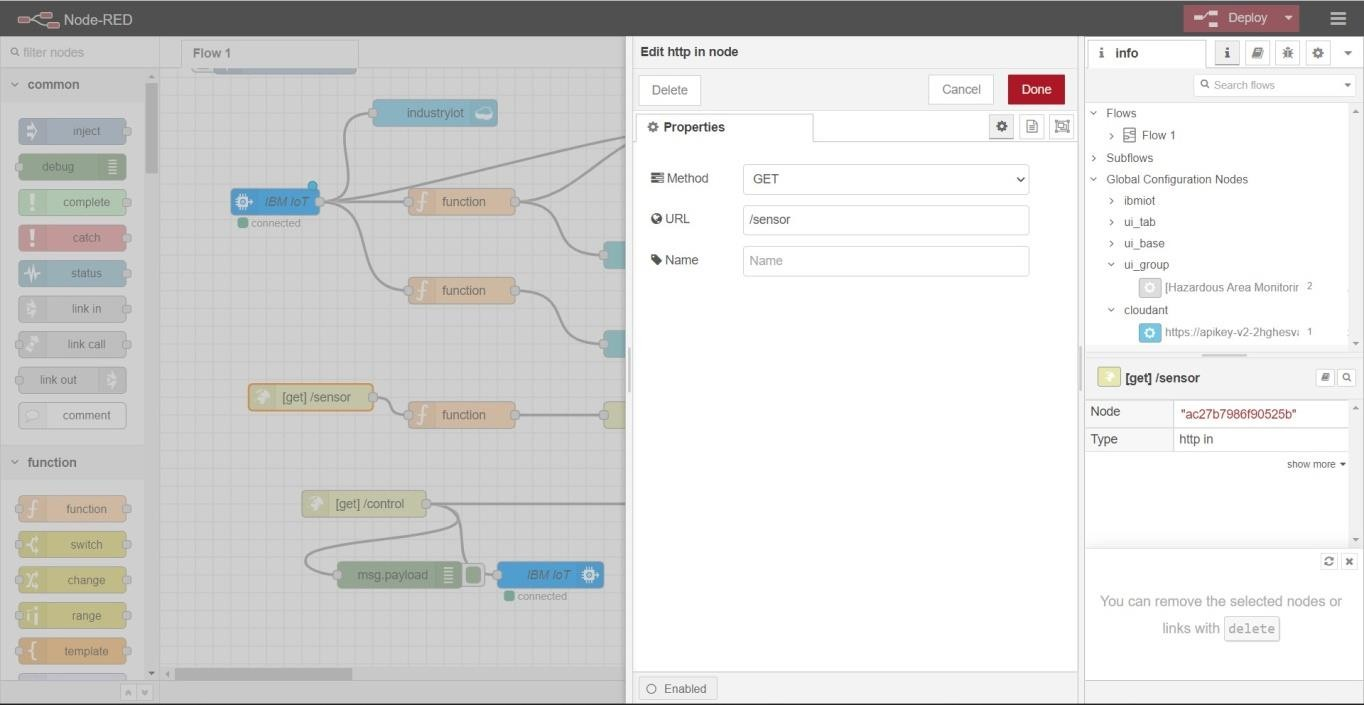 Node-RED
Deploy
filter nodes
common
inject
debug
complete
catch
status
link in
link call
link out
comment
function
function
switch
change
range
template
Flow 1
industryiot
IBM IoT
connected
function
function
[get] /sensor
function
[get] /control
msg.payload
IBM IoT
connected
Edit http in node
Delete
Cancel
Done
Properties
Method
GET
URL
/sensor
Name
Name
Enabled
info
Search flows
Flows
Flow 1
Subflows
Global Configuration Nodes
ibmiot
ui_tab
ui_base
ui_group
[Hazardous Area Monitorin 2
cloudant
https://apikey-v2-2hghesva 1
[get] /sensor
Node "ac27b7986f90525b"
Type http in
show more
You can remove the selected nodes or
links with delete